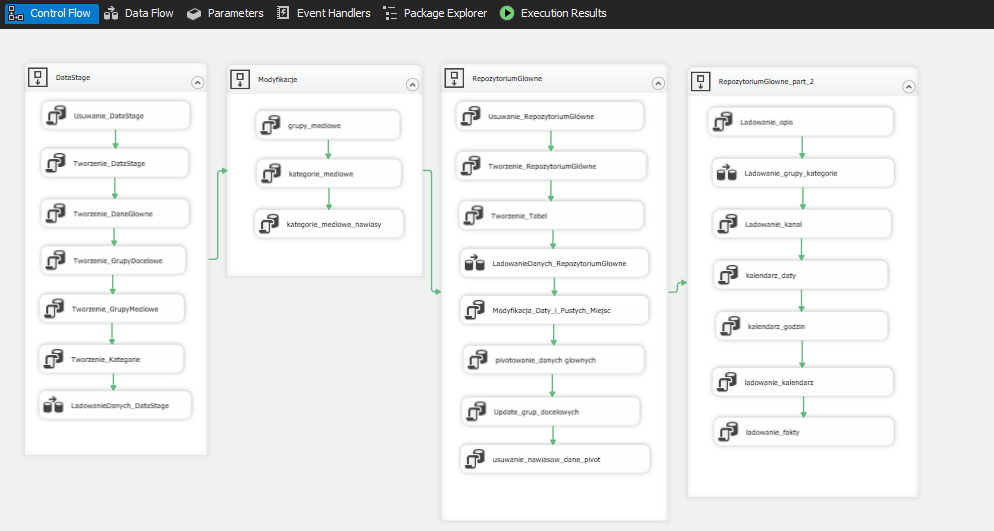 Control Flow
Data Flow
Parameters
Event Handlers
Package Explorer
Execution Results
DataStage
Usuwanie_DataStage
Tworzenie_DataStage
Tworzenie_DaneGlowne
Tworzenie_GrupyDocelowe
Tworzenie_GrupyMediowe
Tworzenie_Kategorie
LadowanieDanych_DataStage
Modyfikacje
grupy_mediowe
kategorie_mediowe
kategorie_mediowe_nawiasy
RepozytoriumGlowne
Usuwanie_RepozytoriumGlówne
Tworzenie_RepozytoriumGlówne
Tworzenie_Tabel
LadowanieDanych_RepozytoriumGlowne
Modyfikacja_Daty_i_Pustych_Miejsc
pivotowanie_danych glownych
Update_grup_docelowych
usuwanie_nawiasow_dane_pivot
RepozytoriumGlowne_part_2
Ladowanie_opis
Ladowanie_grupy_kategorie
Ladowanie_kanal
kalendarz_daty
kalendarz_godzin
ladowanie_kalendarz
ladowanie_fakty